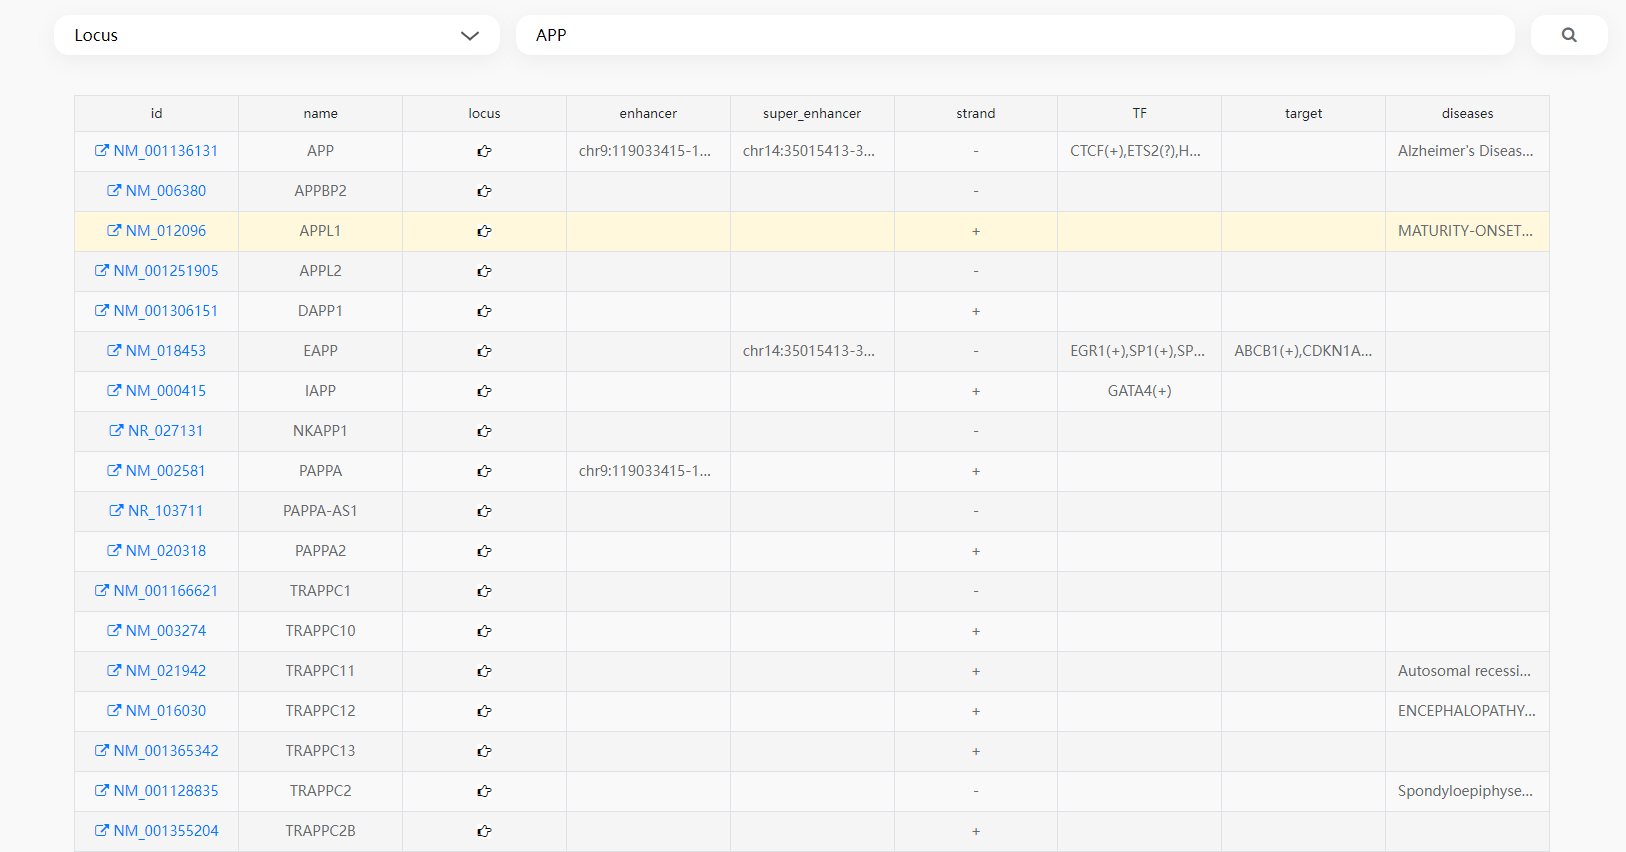 Locus APP
id name locus enhancer super_enhancer strand TF target diseases
NM_001136131 APP chr9:119033415-1... chr14:35015413-3... - CTCF(+),ETS2(?),H... Alzheimer's Diseas...
NM_006380 APPBP2 -
NM_012096 APPL1 + MATURITY-ONSET...
NM_001251905 APPL2 -
NM_001306151 DAPP1 +
NM_018453 EAPP chr14:35015413-3... - EGR1(+),SP1(+),SP... ABCB1(+),CDKN1A...
NM_000415 IAPP + GATA4(+)
NR_027131 NKAPP1 -
NM_002581 PAPPA chr9:119033415-1... +
NR_103711 PAPPA-AS1 -
NM_020318 PAPPA2 +
NM_001166621 TRAPPC1 -
NM_003274 TRAPPC10 +
NM_021942 TRAPPC11 + Autosomal recessi...
NM_016030 TRAPPC12 + ENCEPHALOPATHY...
NM_001365342 TRAPPC13 +
NM_001128835 TRAPPC2 - Spondyloepiphyse...
NM_001355204 TRAPPC2B +